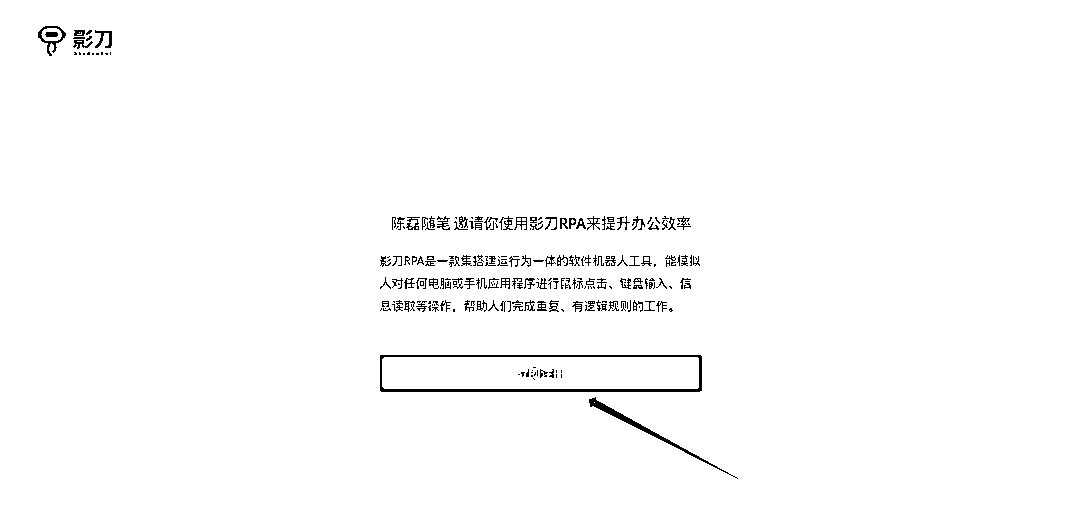 影刀
陈磊随笔 邀请你使用影刀RPA来提升办公效率
影刀RPA是一款集搭建运行为一体的软件机器人工具，能模拟
人对任何电脑或手机应用程序进行鼠标点击、键盘输入、信
息读取等操作，帮助人们完成重复、有逻辑规则的工作。